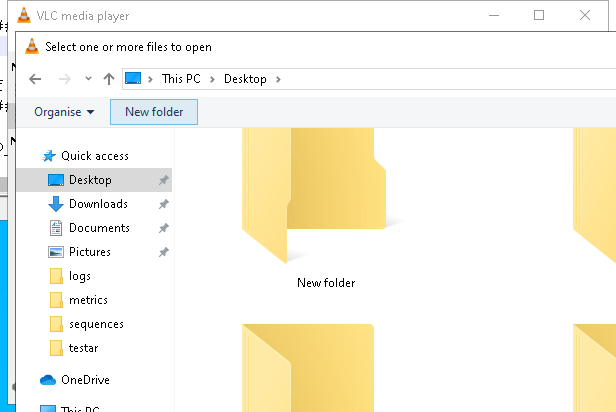 VLC media player
Select one or more files to open
This PC > Desktop >
Organise New folder
Quick access
Desktop
Downloads
Documents
Pictures
logs
metrics
sequences
testar
OneDrive
This PC
New folder